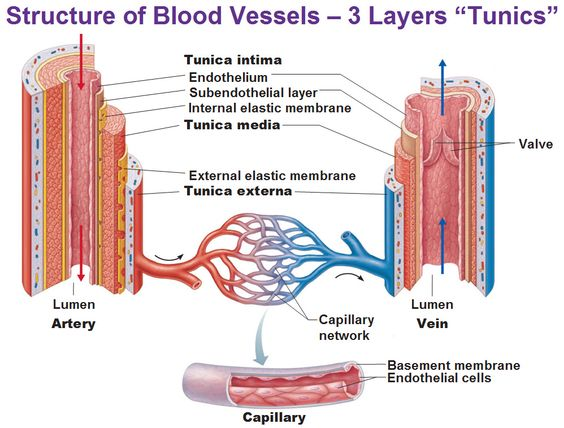 Structure of Blood Vessels – 3 Layers “Tunics”
Tunica intima
Endothelium
Subendothelial layer
Internal elastic membrane
Tunica media
External elastic membrane
Tunica externa
Valve
Lumen
Artery
Lumen
Vein
Capillary
network
Basement membrane
Endothelial cells
Capillary